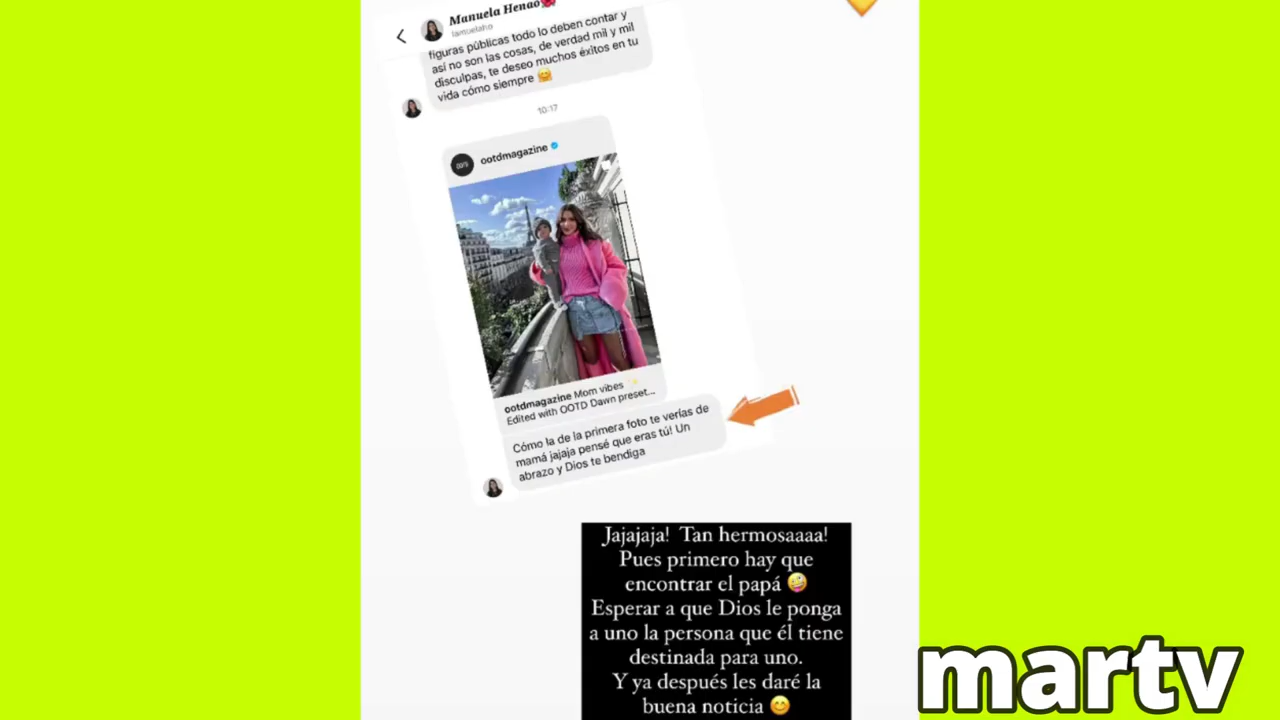 Manuela Henao🌹
lamuelaho
figuras públicas todo lo deben contar y
así no son las cosas, de verdad mil y mil
disculpas, te deseo muchos éxitos en tu
vida cómo siempre 🤗
10:17
ootdmagazine
ootdmagazine Mom vibes ✨
Edited with OOTD Dawn preset...
Cómo la de la primera foto te verías de
mamá jajaja pensé que eras tú! Un
abrazo y Dios te bendiga
Jajajaja! Tan hermosaaaa!
Pues primero hay que
encontrar el papá 🤪
Esperar a que Dios le ponga
a uno la persona que él tiene
destinada para uno.
Y ya después les daré la
buena noticia 😊
martv